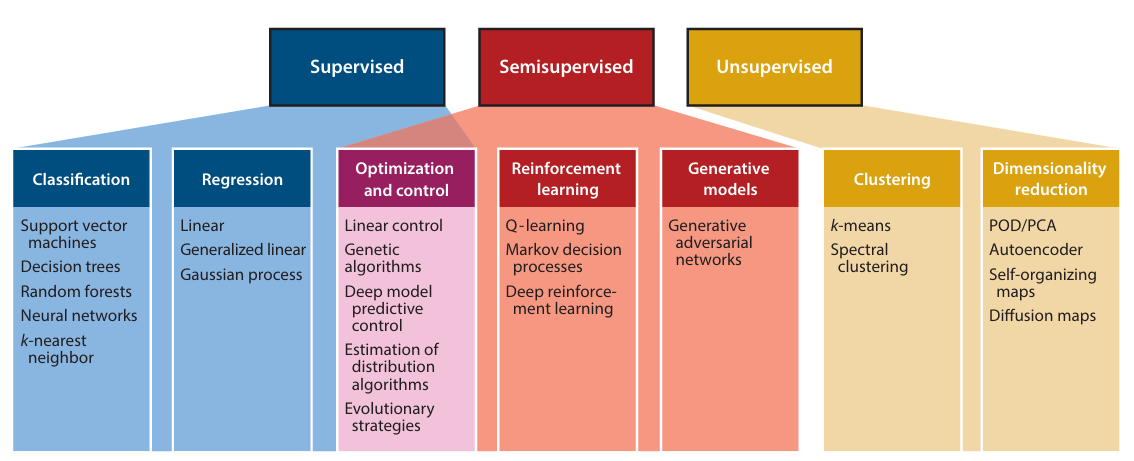 Supervised
Semisupervised
Unsupervised
Classification
Support vector
machines
Decision trees
Random forests
Neural networks
k-nearest
neighbor
Regression
Linear
Generalized linear
Gaussian process
Optimization
and control
Linear control
Genetic
algorithms
Deep model
predictive
control
Estimation of
distribution
algorithms
Evolutionary
strategies
Reinforcement
learning
Q-learning
Markov decision
processes
Deep reinforce-
ment learning
Generative
models
Generative
adversarial
networks
Clustering
k-means
Spectral
clustering
Dimensionality
reduction
POD/PCA
Autoencoder
Self-organizing
maps
Diffusion maps